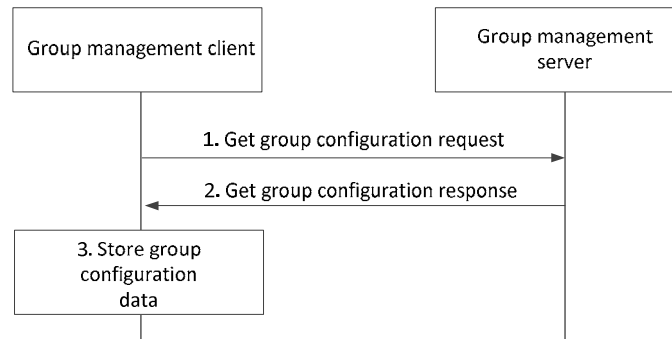 Group management client
Group management
server
1. Get group configuration request
2. Get group configuration response
3. Store group
configuration
data